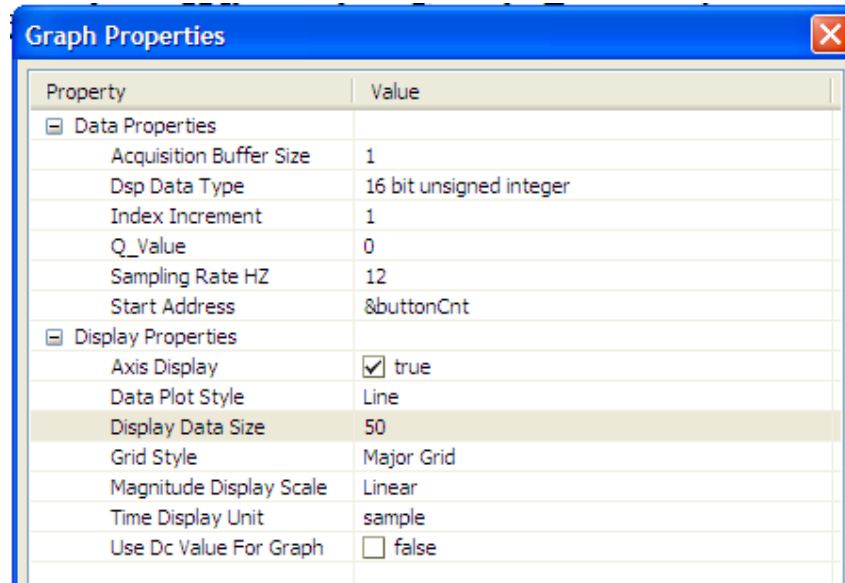 Graph Properties
Property Value
Data Properties
Acquisition Buffer Size 1
Dsp Data Type 16 bit unsigned integer
Index Increment 1
Q_Value 0
Sampling Rate HZ 12
Start Address &buttonCnt
Display Properties
Axis Display true
Data Plot Style Line
Display Data Size 50
Grid Style Major Grid
Magnitude Display Scale Linear
Time Display Unit sample
Use Dc Value For Graph false